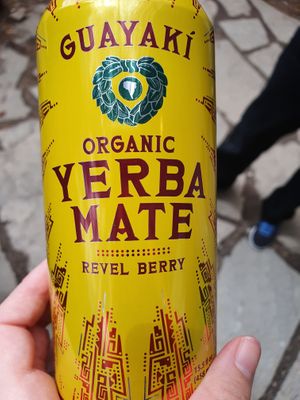 GUAYAKÍ
ORGANIC
YERBA
MATE
REVEL BERRY